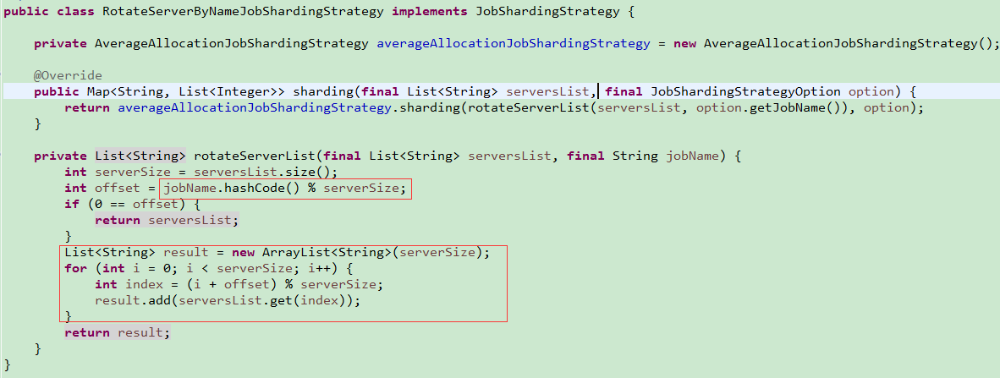 public class RotateServerByNameJobShardingStrategy implements JobShardingStrategy {
private AverageAllocationJobShardingStrategy averageAllocationJobShardingStrategy = new AverageAllocationJobShardingStrategy();
@Override
public Map<String, List<Integer>> sharding(final List<String> serversList, final JobShardingStrategyOption option) {
return averageAllocationJobShardingStrategy.sharding(rotateServerList(serversList, option.getJobName()), option);
}
private List<String> rotateServerList(final List<String> serversList, final String jobName) {
int serverSize = serversList.size();
int offset = jobName.hashCode() % serverSize;
if (0 == offset) {
return serversList;
}
List<String> result = new ArrayList<String>(serverSize);
for (int i = 0; i < serverSize; i++) {
int index = (i + offset) % serverSize;
result.add(serversList.get(index));
}
return result;
}
}